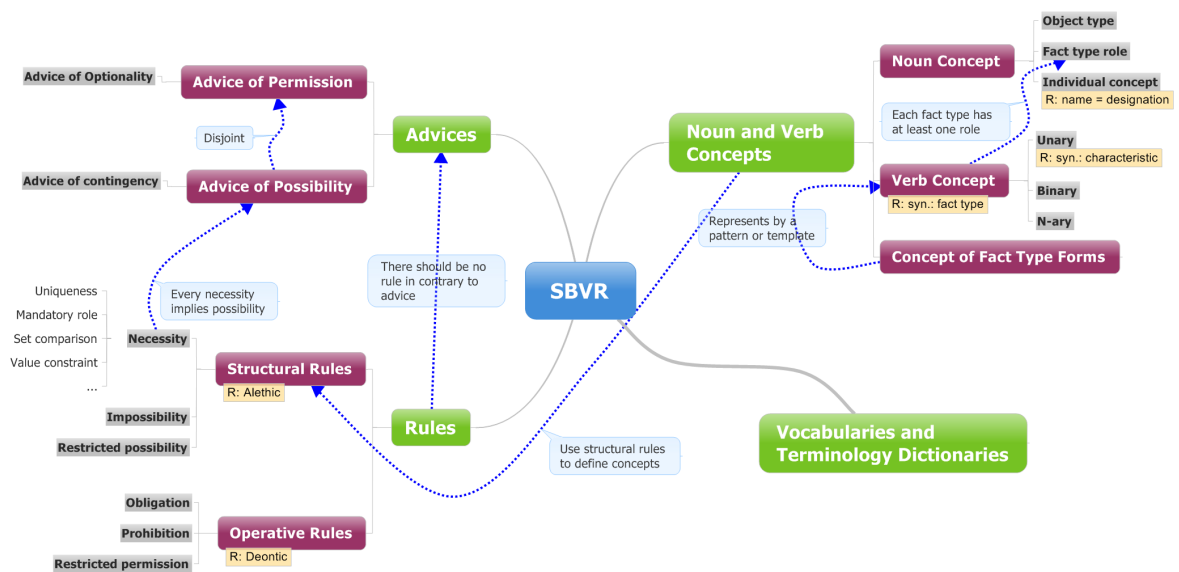 SBVR
Advices
Advice of Permission
Advice of Optionality
Disjoint
Advice of Possibility
Advice of contingency
Every necessity
implies possibility
There should be no
rule in contrary to
advice
Rules
Structural Rules
R: Alethic
Necessity
Uniqueness
Mandatory role
Set comparison
Value constraint
...
Impossibility
Restricted possibility
Operative Rules
R: Deontic
Obligation
Prohibition
Restricted permission
Noun and Verb
Concepts
Noun Concept
Object type
Fact type role
Individual concept
R: name = designation
Each fact type has
at least one role
Verb Concept
R: syn.: fact type
Unary
R: syn.: characteristic
Binary
N-ary
Represents by a
pattern or template
Concept of Fact Type Forms
Use structural rules
to define concepts
Vocabularies and
Terminology Dictionaries